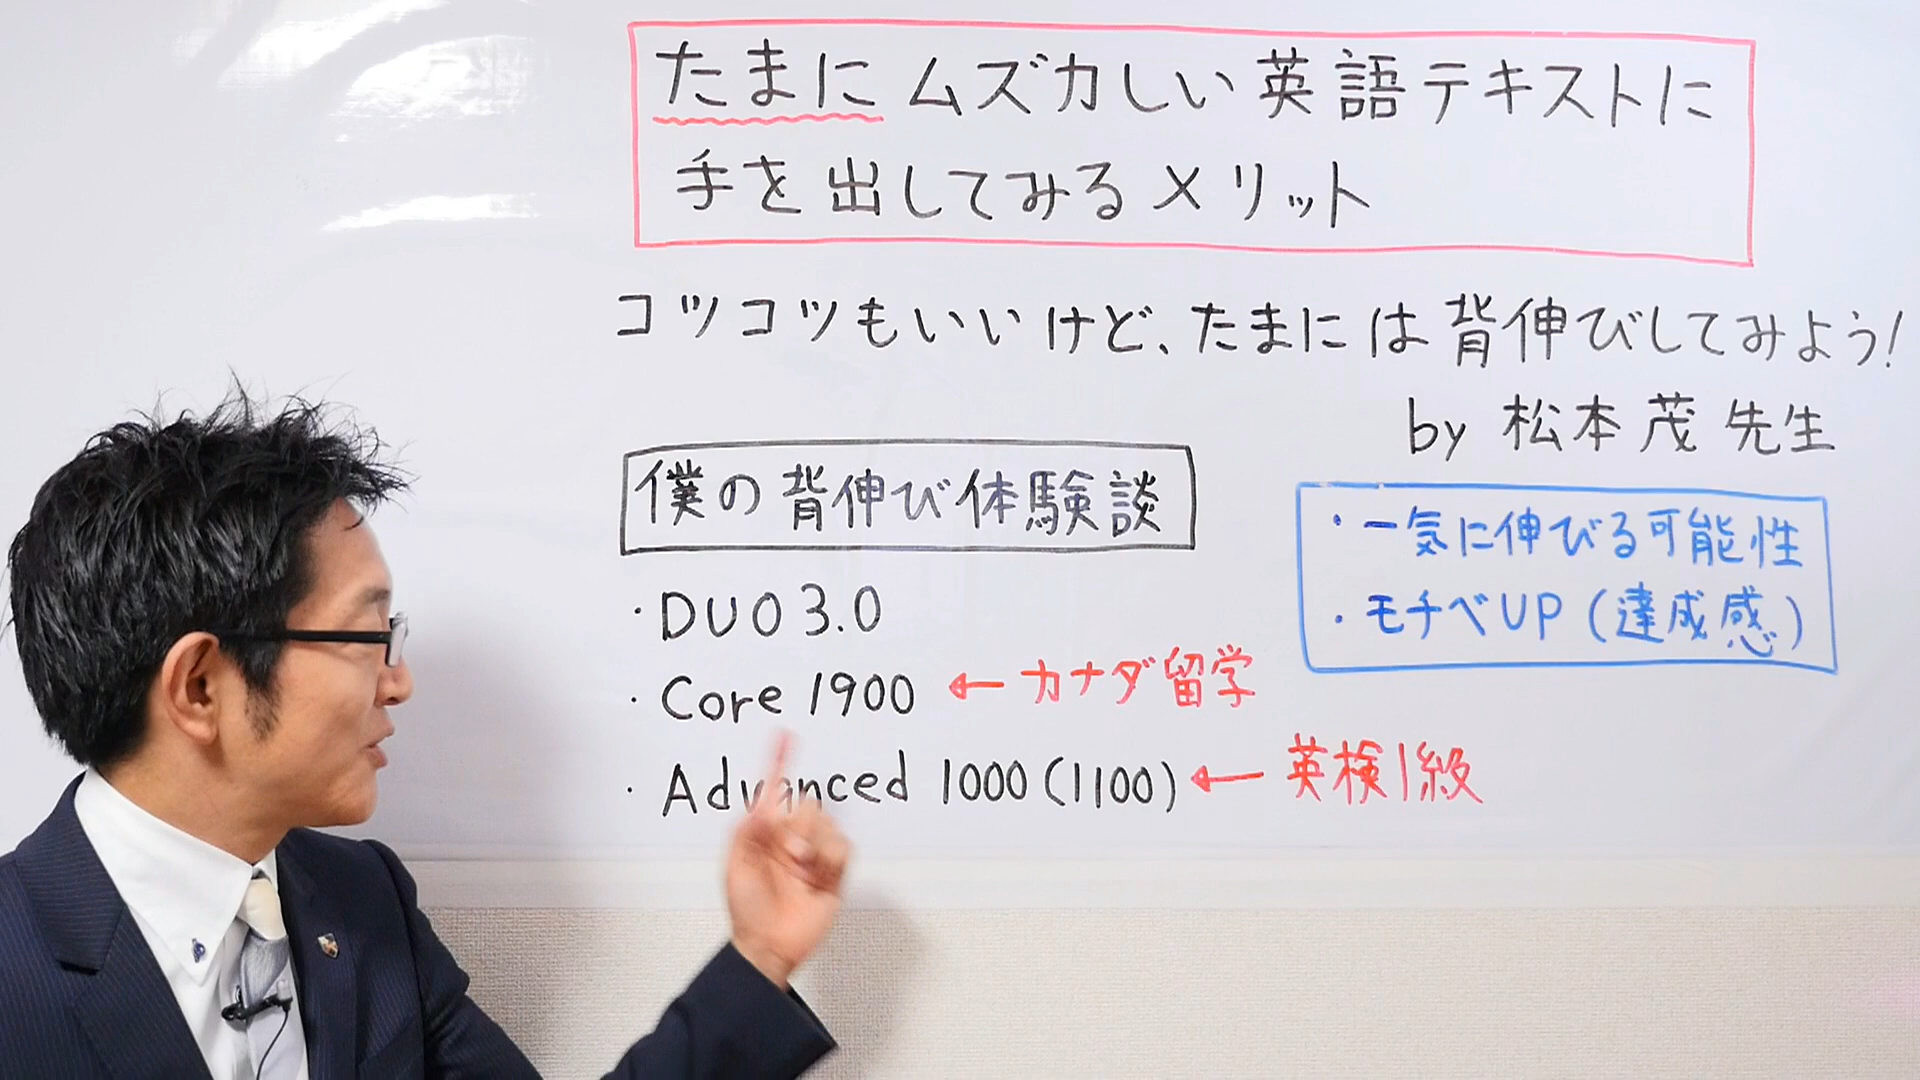 たまにムズカしい英語テキストに
手を出してみるメリット
コツコツもいいけど、たまには背伸びしてみよう!
by 松本茂先生
僕の背伸び体験談
・DUO 3.0
・Core 1900 ← カナダ留学
・Advanced 1000 (1100) ← 英検1級
・一気に伸びる可能性
・モチベUP (達成感)